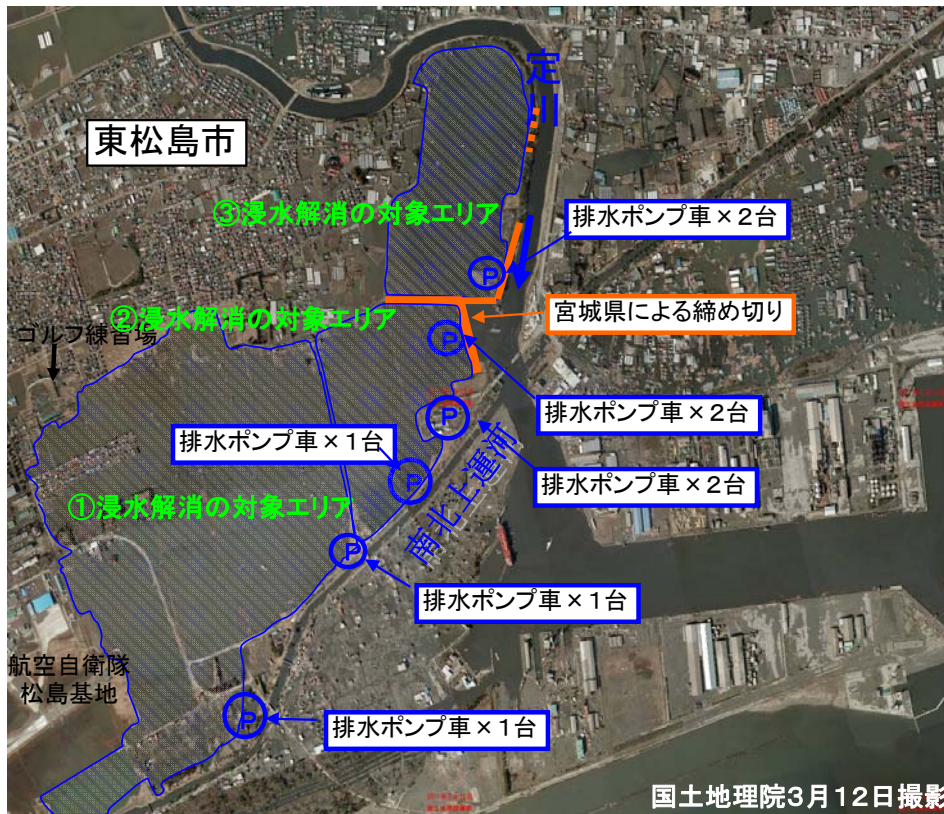 定川
東松島市
③浸水解消の対象エリア
排水ポンプ車×2台
P
宮城県による締め切り
②浸水解消の対象エリア
ゴルフ練習場
P
排水ポンプ車×2台
P
排水ポンプ車×1台
南北上運河
排水ポンプ車×2台
P
①浸水解消の対象エリア
P
排水ポンプ車×1台
航空自衛隊
松島基地
P
排水ポンプ車×1台
国土地理院3月12日撮影